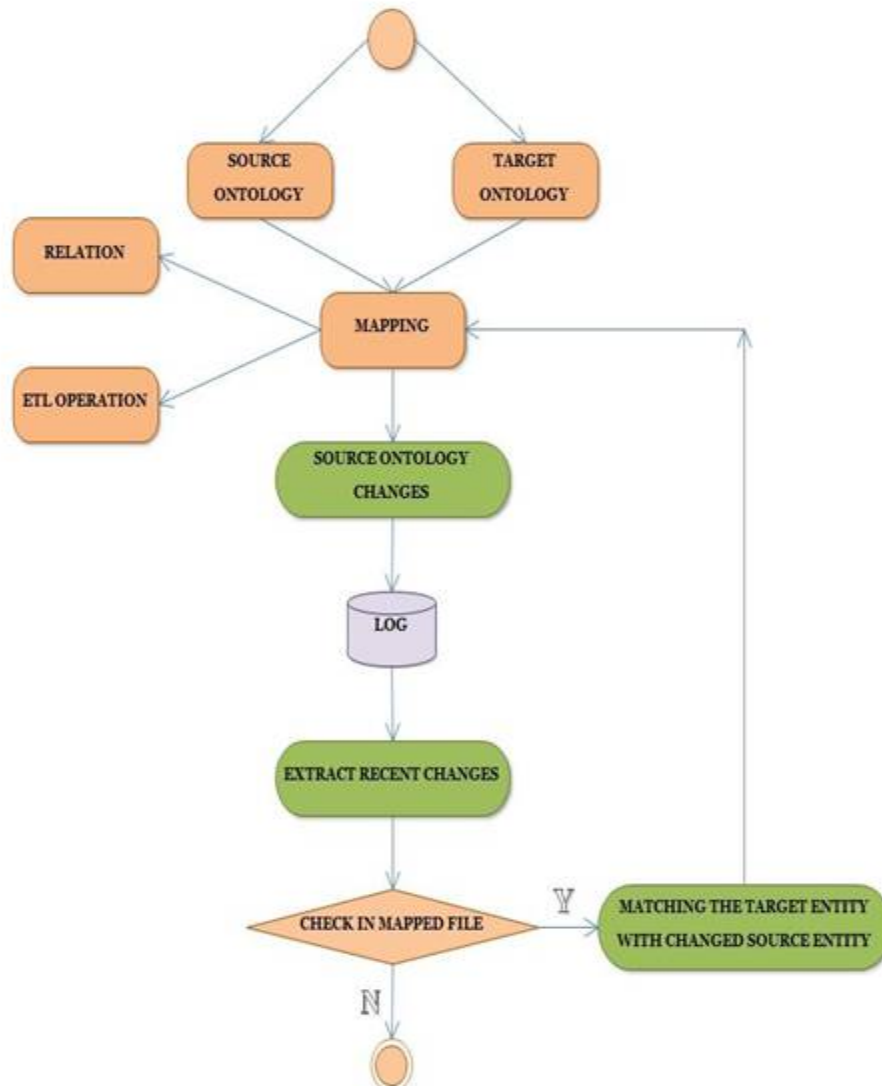 SOURCE
ONTOLOGY
TARGET
ONTOLOGY
RELATION
MAPPING
ETL OPERATION
SOURCE ONTOLOGY
CHANGES
LOG
EXTRACT RECENT CHANGES
CHECK IN MAPPED FILE
Y
MATCHING THE TARGET ENTITY
WITH CHANGED SOURCE ENTITY
N